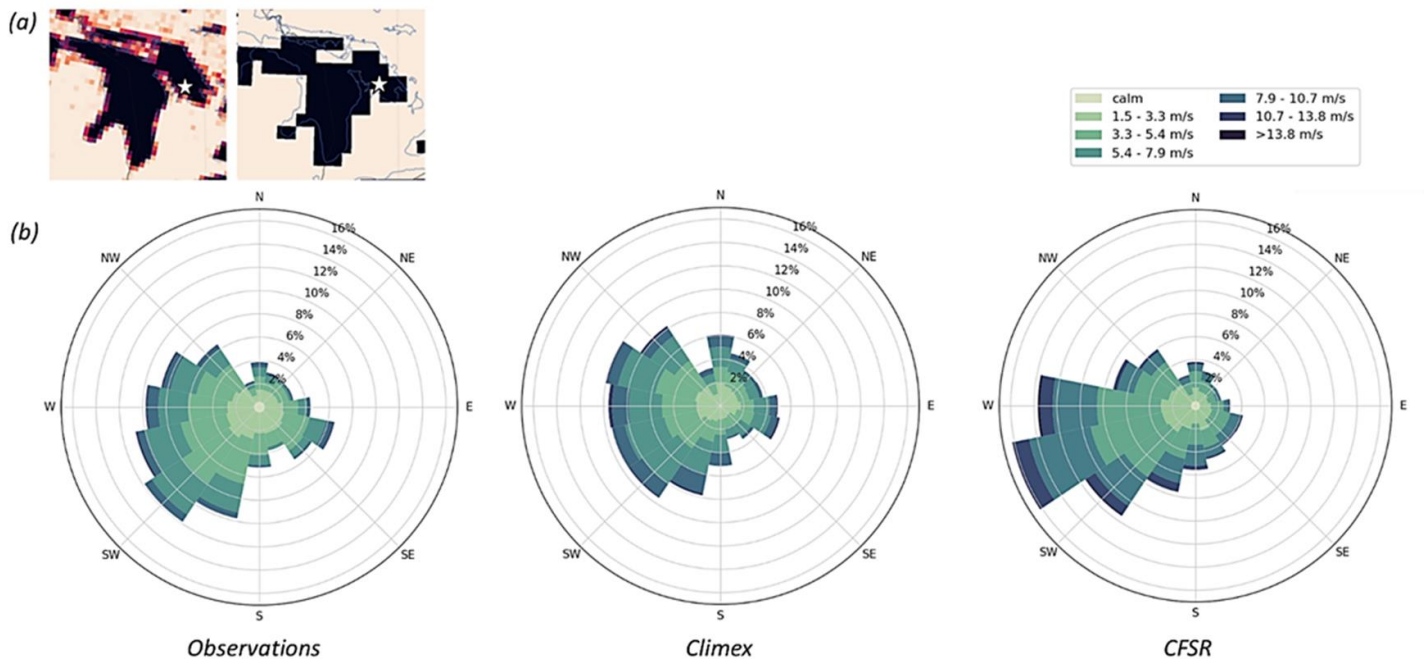 (a)
calm
1.5 - 3.3 m/s
3.3 - 5.4 m/s
5.4 - 7.9 m/s
7.9 - 10.7 m/s
10.7 - 13.8 m/s
>13.8 m/s
(b)
N
16%
14%
12%
10%
8%
6%
4%
2%
NE
E
SE
S
SW
W
NW
N
16%
14%
12%
10%
8%
6%
4%
2%
NE
E
SE
S
SW
W
NW
N
16%
14%
12%
10%
8%
6%
4%
2%
NE
E
SE
S
SW
W
NW
Observations
Climex
CFSR